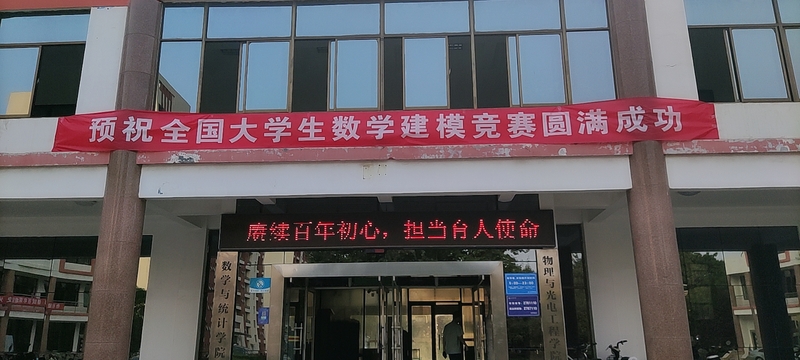 预祝全国大学生数学建模竞赛圆满成功
赓续百年初心，担当育人使命
数学与统计学院
物理与光电工程学院